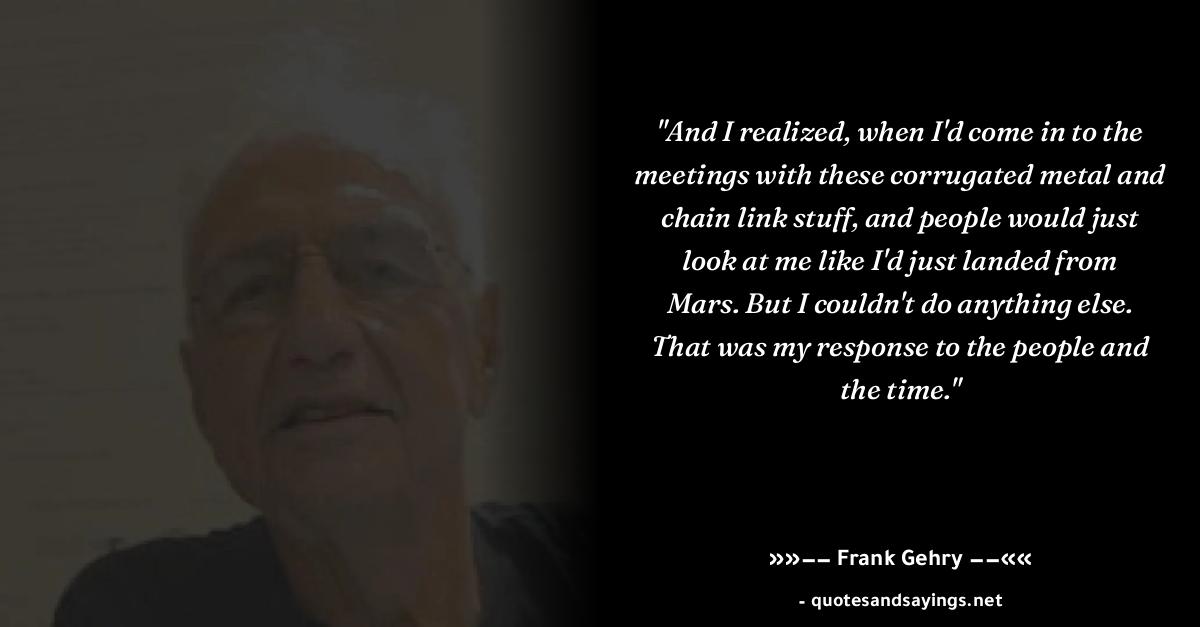 "And I realized, when I'd come in to the
meetings with these corrugated metal and
chain link stuff, and people would just
look at me like I'd just landed from
Mars. But I couldn't do anything else.
That was my response to the people and
the time."
»»−− Frank Gehry −−««
- quotesandsayings.net